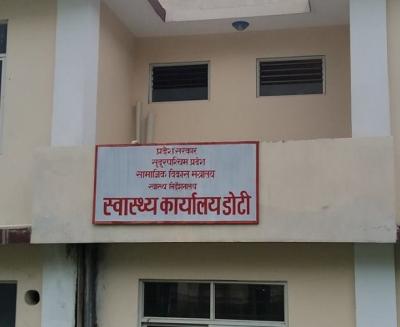 प्रदेश सरकार
सुदूरपश्चिम प्रदेश
सामाजिक विकास मन्त्रालय
स्वास्थ्य निर्देशनालय
स्वास्थ्य कार्यालय डोटी